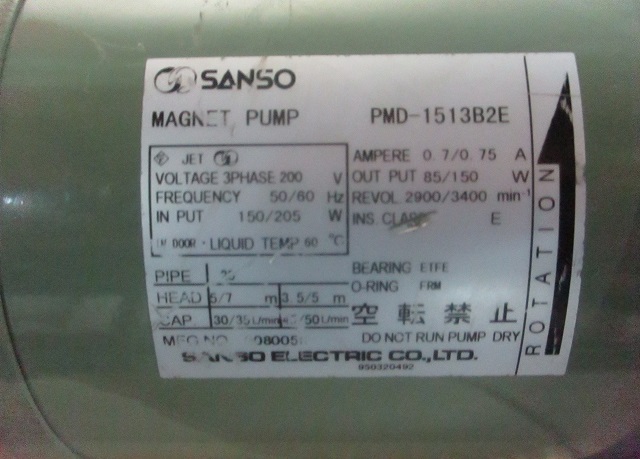 SANSO
MAGNET PUMP PMD-1513B2E
JET
VOLTAGE 3PHASE 200 V
FREQUENCY 50/60 Hz
IN PUT 150/205 W
DOOR · LIQUID TEMP 60 °C
AMPERE 0.7/0.75 A
OUT PUT 85/150 W
REVOL 2900/3400 min⁻¹
INS CLASS E
BEARING ETFE
O-RING FRM
PIPE
HEAD 5/7 m 3.5/5 m
CAP. 30/35 L/min /50 L/min
空転禁止
MFG NO. DO NOT RUN PUMP DRY
SANSO ELECTRIC CO.,LTD.
950320492
ROTATION